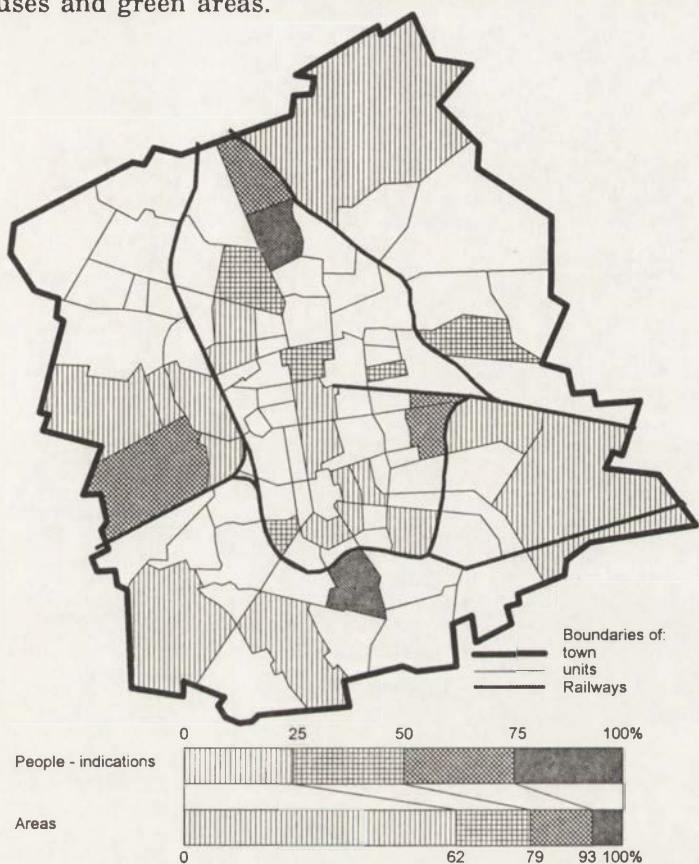 uses and green areas.
Boundaries of:
town
units
Railways
0 25 50 75 100%
People - indications
Areas
0 62 79 93 100%